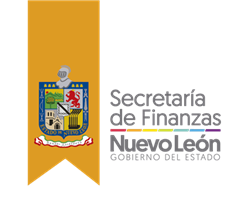 Secretaría
de Finanzas
Nuevo León
GOBIERNO DEL ESTADO